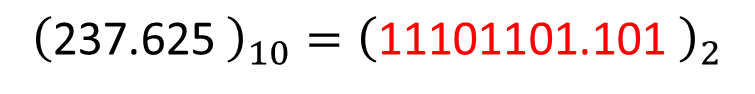 (237.625 )₁₀ = (11101101.101 )₂